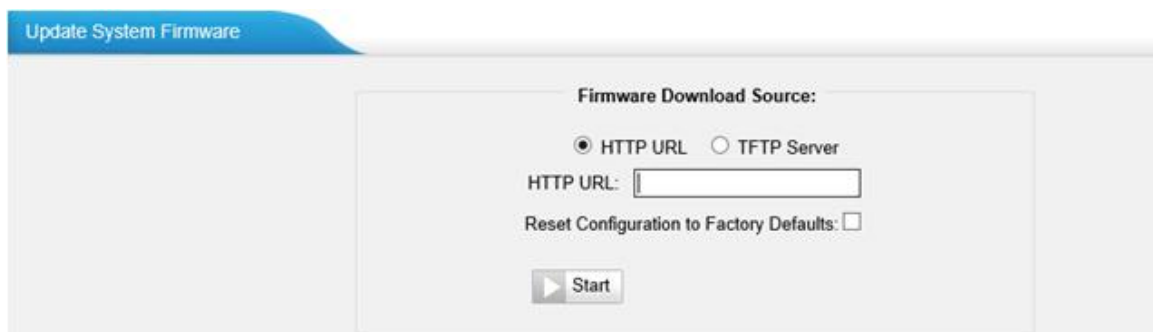 Update System Firmware
Firmware Download Source:
HTTP URL TFTP Server
HTTP URL:
Reset Configuration to Factory Defaults:
Start